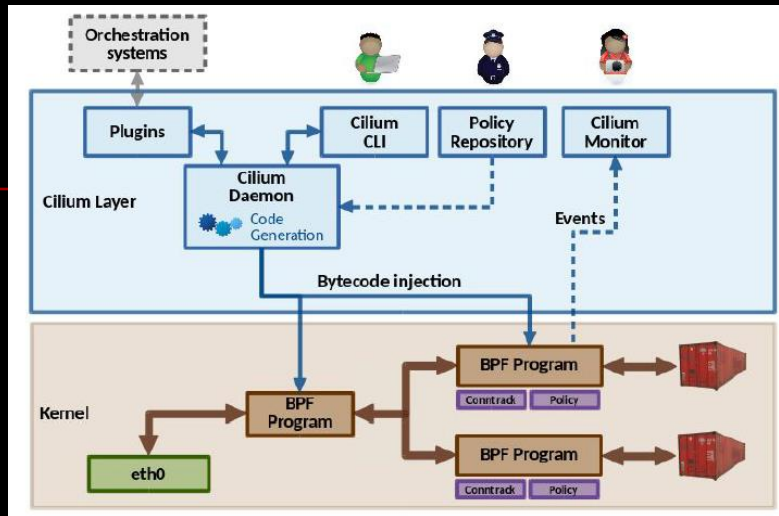 Orchestration
systems
Plugins
Cilium
CLI
Policy
Repository
Cilium
Monitor
Cilium Layer
Cilium
Daemon
Code
Generation
Events
Bytecode injection
Kernel
BPF
Program
eth0
BPF Program
Conntrack
Policy
BPF Program
Conntrack
Policy